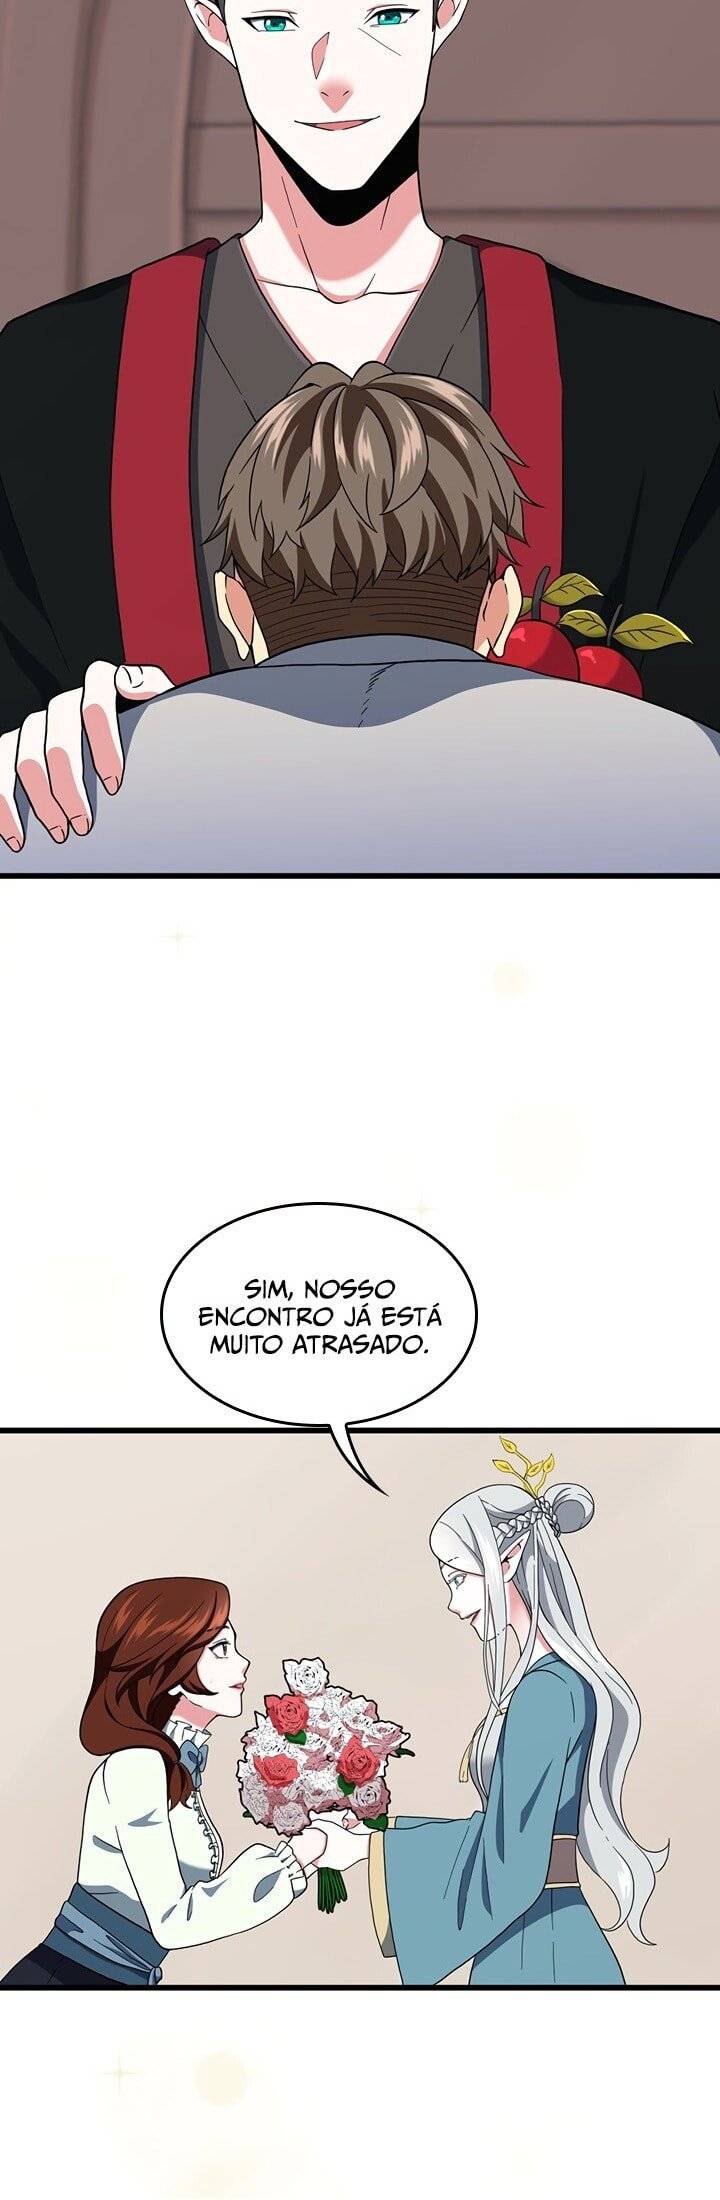 SIM, NOSSO
ENCONTRO JÁ ESTÁ
MUITO ATRASADO.